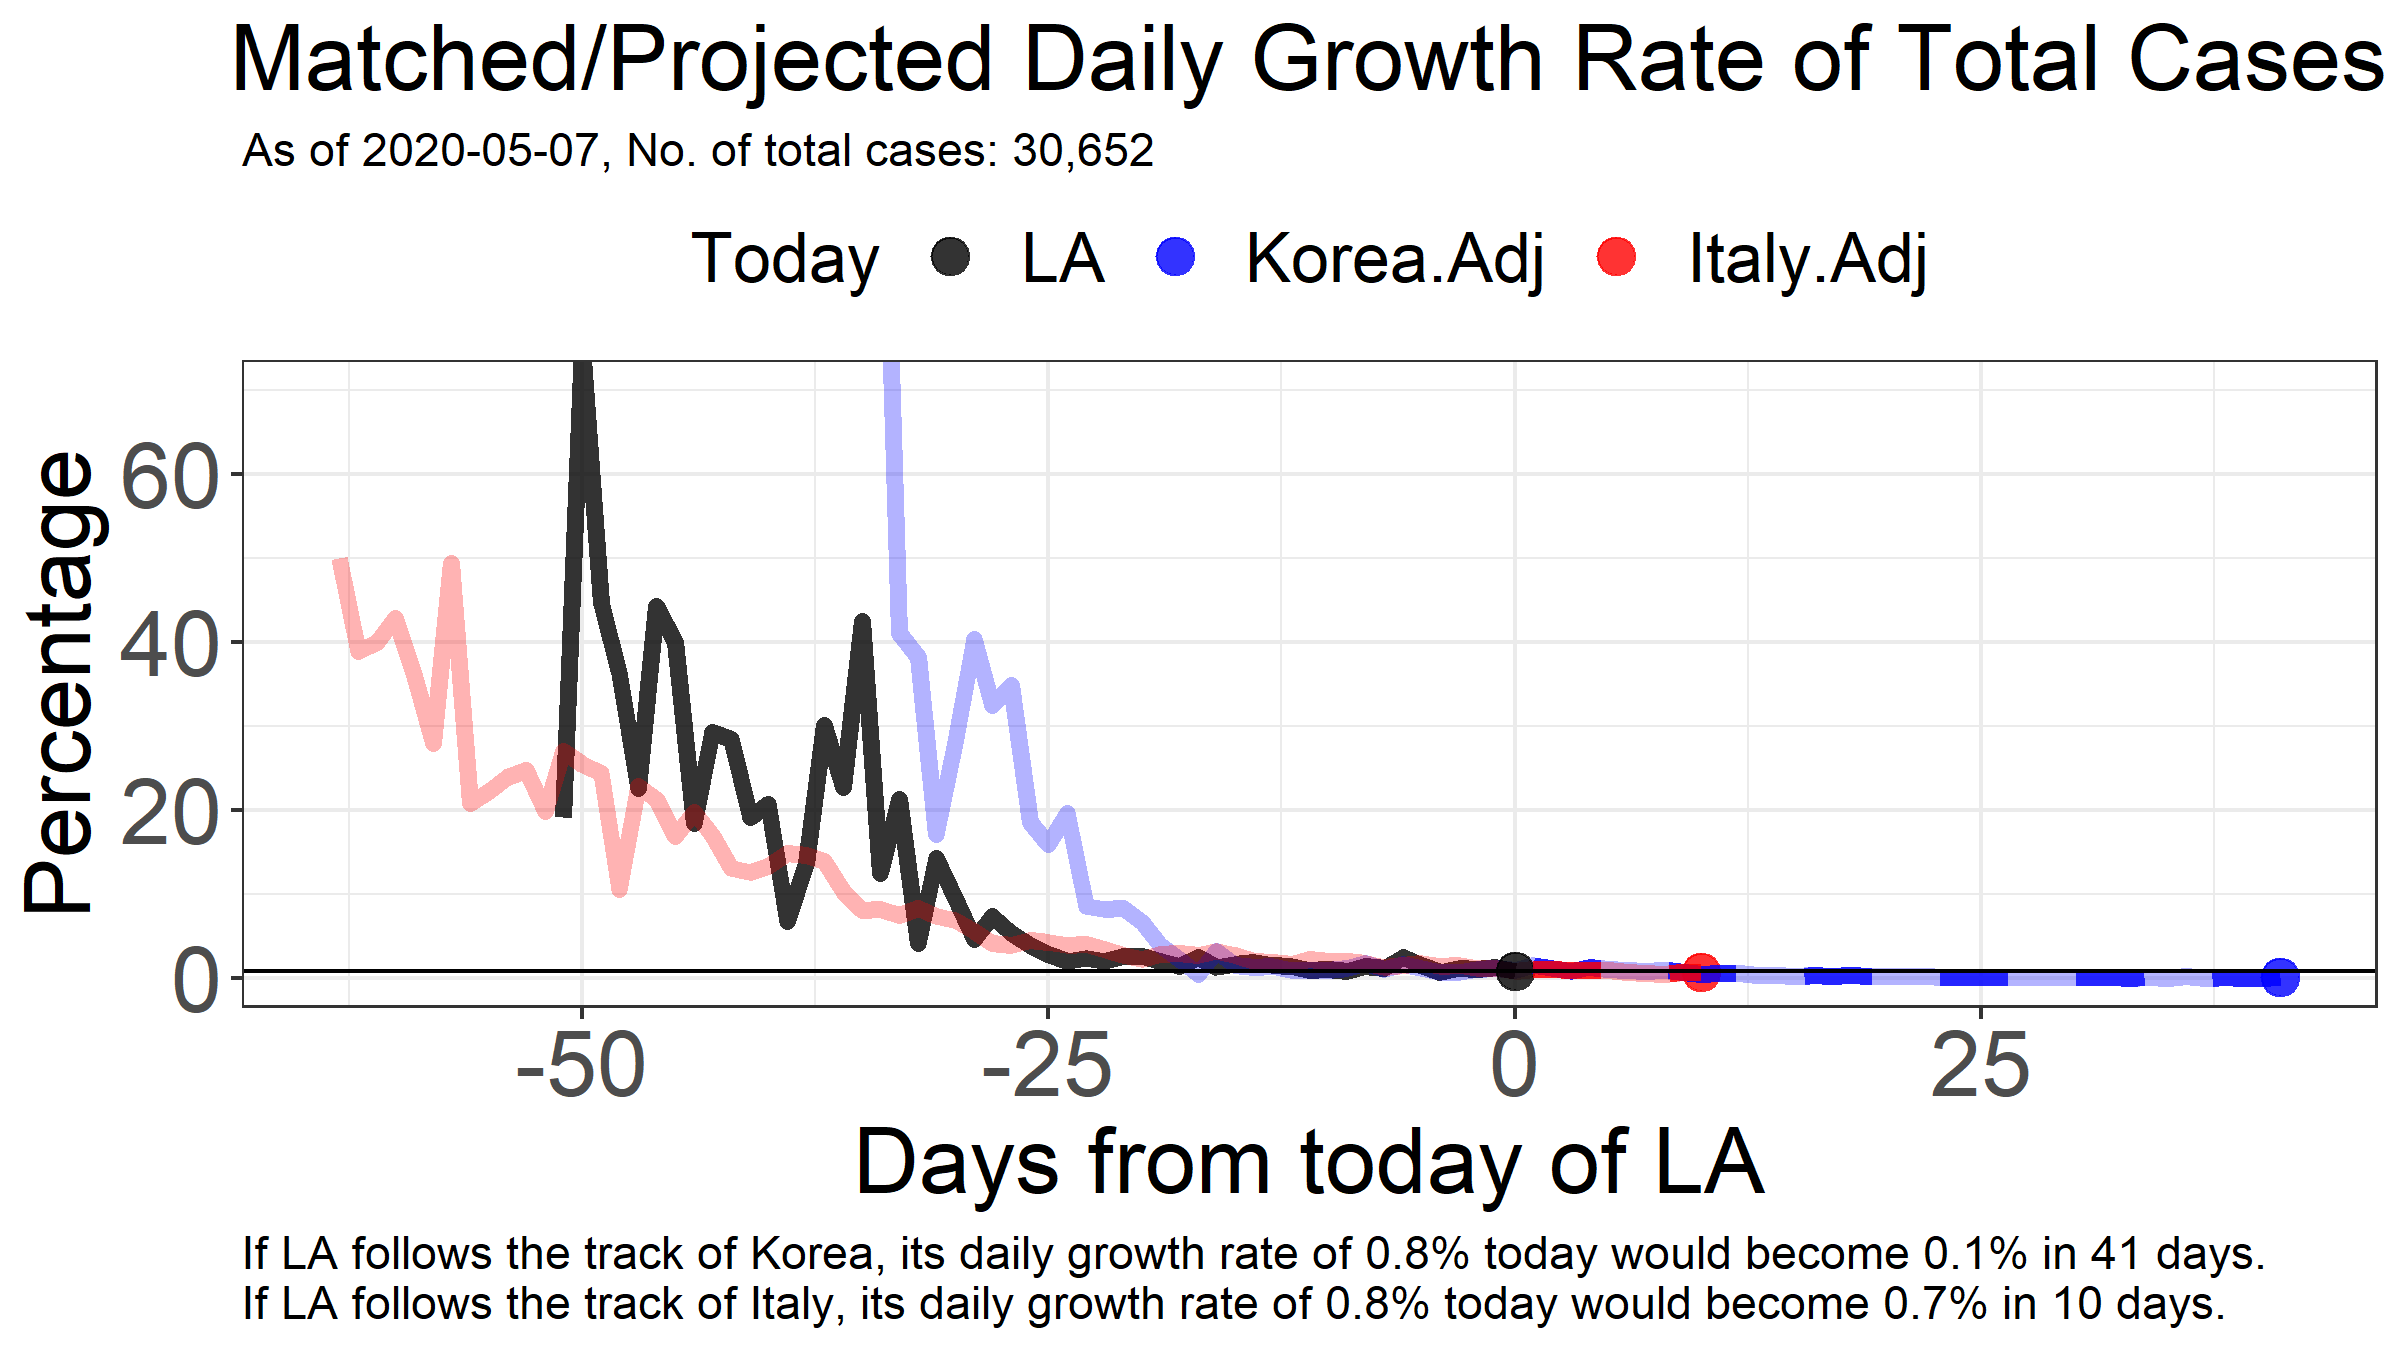 Matched/Projected Daily Growth Rate of Total Cases
As of 2020-05-07, No. of total cases: 30,652
Today LA Korea.Adj Italy.Adj
Percentage
60
40
20
0
-50 -25 0 25
Days from today of LA
If LA follows the track of Korea, its daily growth rate of 0.8% today would become 0.1% in 41 days.
If LA follows the track of Italy, its daily growth rate of 0.8% today would become 0.7% in 10 days.